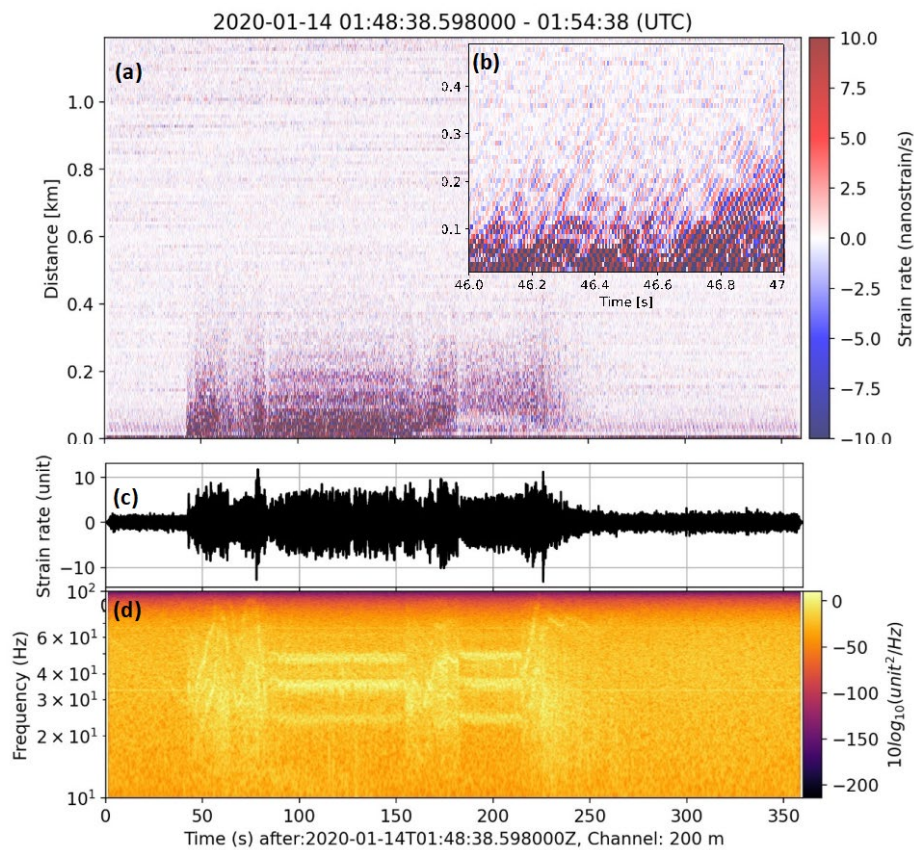 2020-01-14 01:48:38.598000 - 01:54:38 (UTC)
(a)
(b)
Distance [km]
1.0
0.8
0.6
0.4
0.2
0.0
0.4
0.3
0.2
0.1
46.0 46.2 46.4 46.6 46.8 47
Time [s]
10.0
7.5
5.0
2.5
0.0
−2.5
−5.0
−7.5
−10.0
Strain rate (nanostrain/s)
(c)
Strain rate (unit)
10
0
−10
(d)
Frequency (Hz)
10²
6 × 10¹
4 × 10¹
3 × 10¹
2 × 10¹
10¹
0
−50
−100
−150
−200
10log₁₀(unit²/Hz)
0 50 100 150 200 250 300 350
Time (s) after:2020-01-14T01:48:38.598000Z, Channel: 200 m